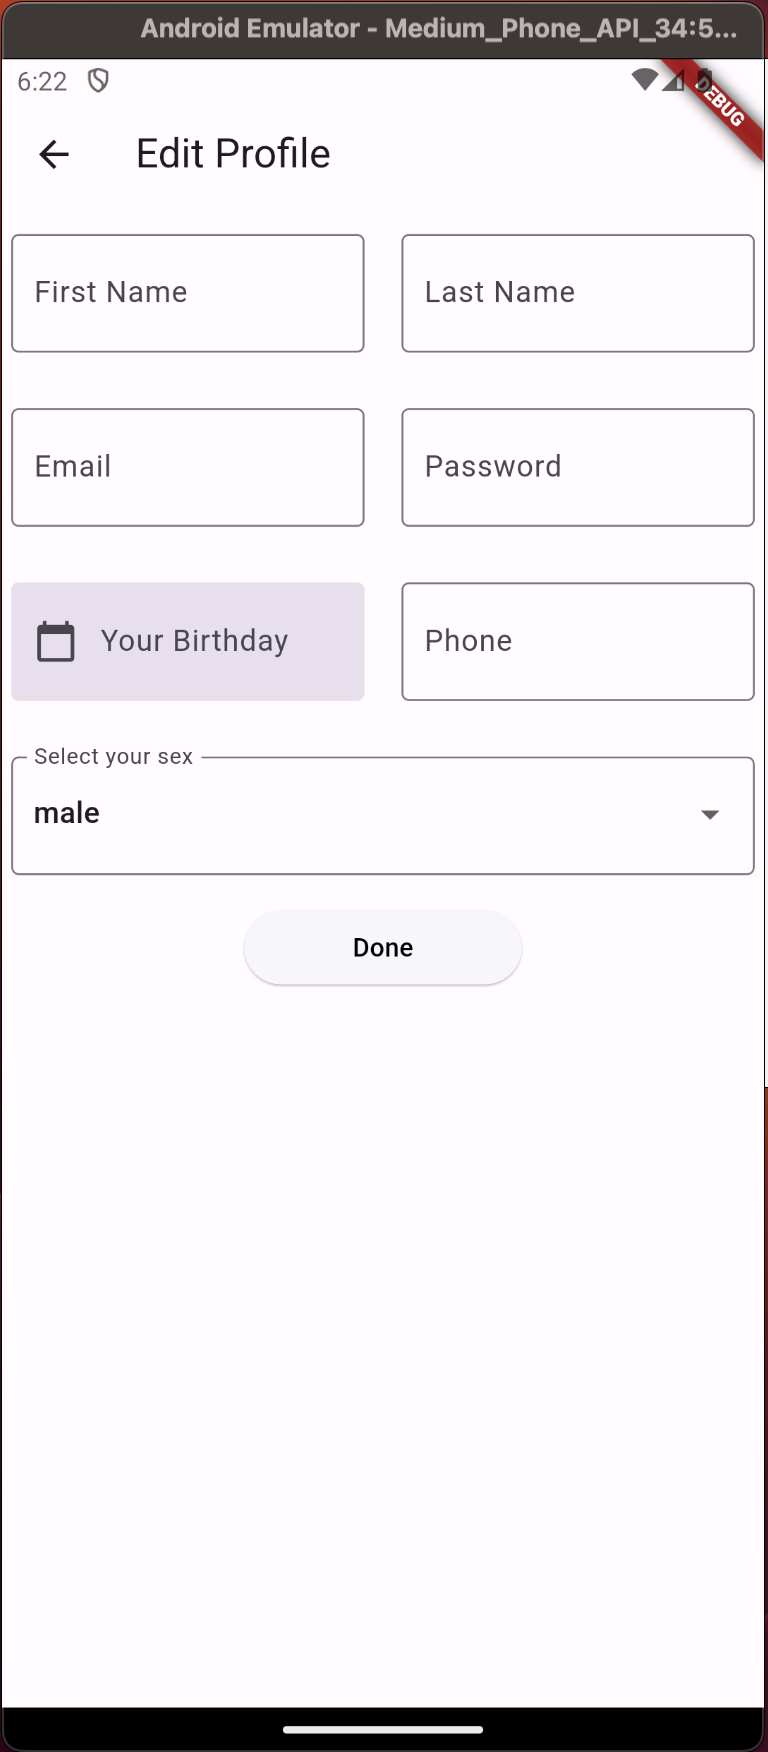 Android Emulator - Medium_Phone_API_34:5...
6:22
DEBUG
Edit Profile
First Name
Last Name
Email
Password
Your Birthday
Phone
Select your sex
male
Done